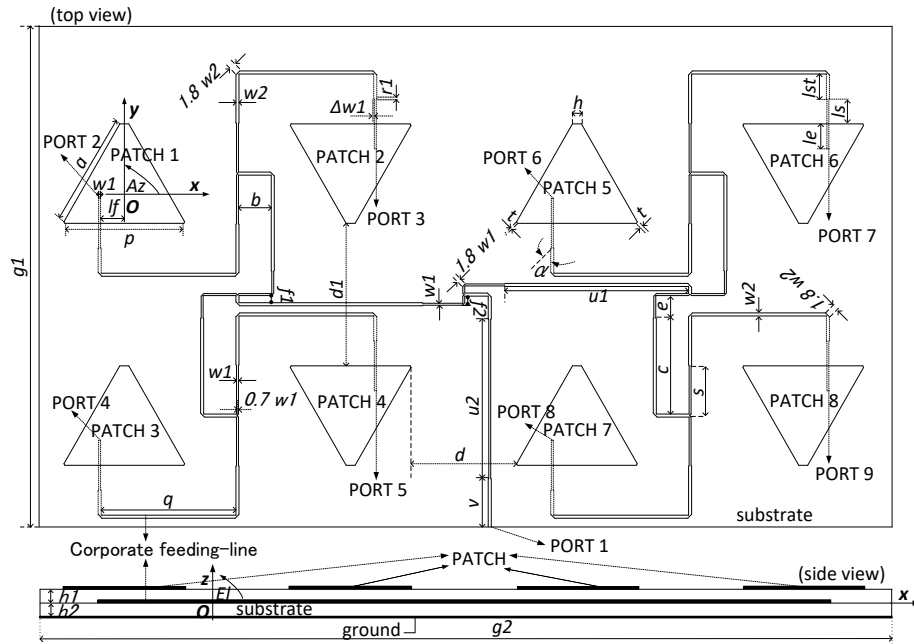 (top view)
1.8 w2
w2
r1
lst
Δw1
h
ls
y
le
PORT 2
PATCH 1
a
PATCH 2
PORT 6
PATCH 5
PATCH 6
w1
Az
x
lf
O
b
PORT 3
r
t
PORT 7
p
α
g1
d1
1.8 w1
f1
w1
u1
e
w2
1.8 w2
f2
c
w1
s
0.7 w1
u2
PORT 4
PATCH 3
PATCH 4
PORT 8
PATCH 7
PATCH 8
d
q
PORT 5
v
PORT 9
substrate
Corporate feeding-line
PORT 1
PATCH
(side view)
z
h1
El
x
h2
O
substrate
ground
g2